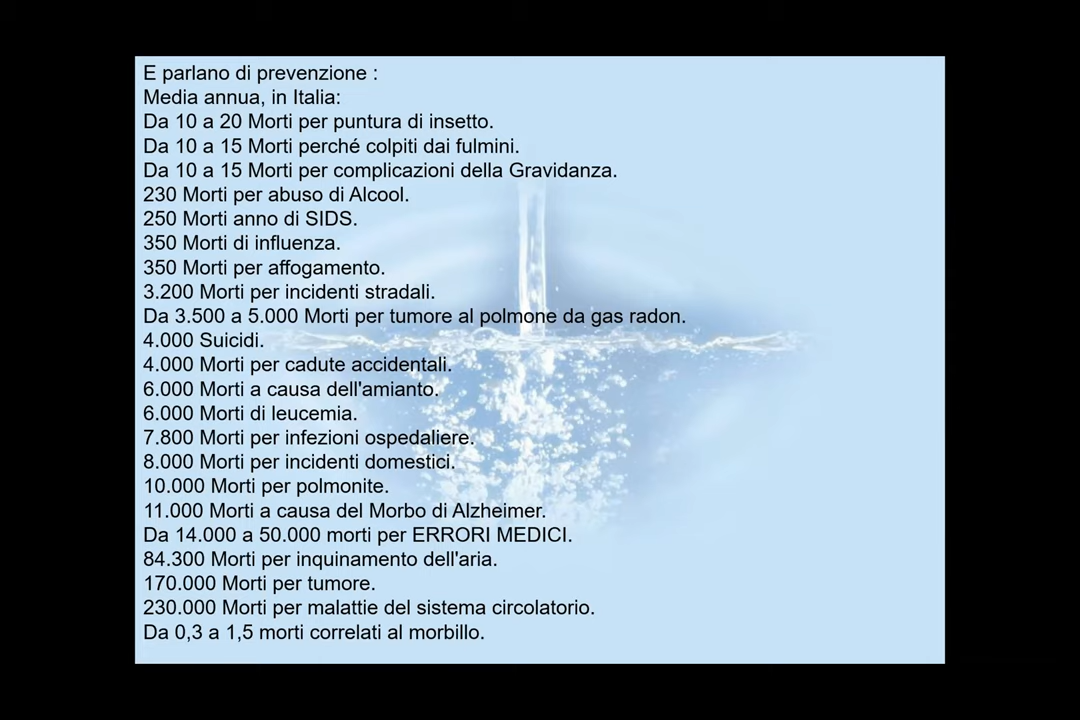 E parlano di prevenzione :
Media annua, in Italia:
Da 10 a 20 Morti per puntura di insetto.
Da 10 a 15 Morti perché colpiti dai fulmini.
Da 10 a 15 Morti per complicazioni della Gravidanza.
230 Morti per abuso di Alcool.
250 Morti anno di SIDS.
350 Morti di influenza.
350 Morti per affogamento.
3.200 Morti per incidenti stradali.
Da 3.500 a 5.000 Morti per tumore al polmone da gas radon.
4.000 Suicidi.
4.000 Morti per cadute accidentali.
6.000 Morti a causa dell'amianto.
6.000 Morti di leucemia.
7.800 Morti per infezioni ospedaliere.
8.000 Morti per incidenti domestici.
10.000 Morti per polmonite.
11.000 Morti a causa del Morbo di Alzheimer.
Da 14.000 a 50.000 morti per ERRORI MEDICI.
84.300 Morti per inquinamento dell'aria.
170.000 Morti per tumore.
230.000 Morti per malattie del sistema circolatorio.
Da 0,3 a 1,5 morti correlati al morbillo.